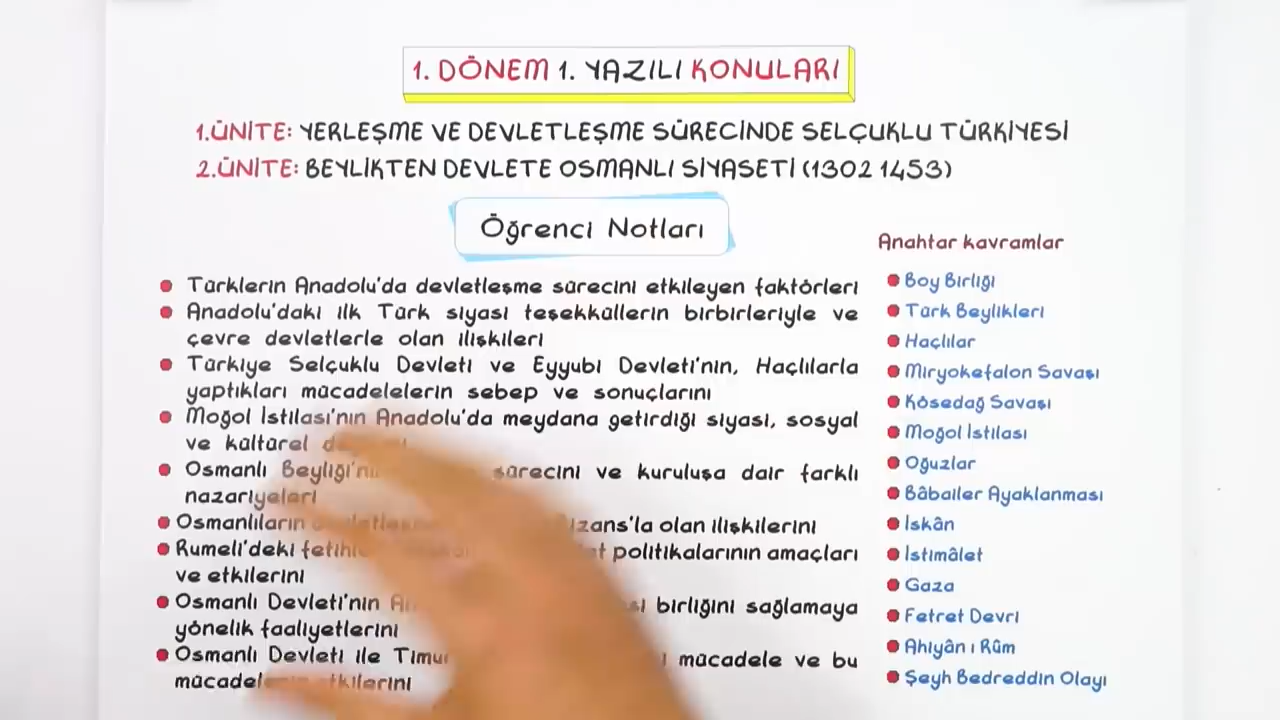 1. DÖNEM 1. YAZILI KONULARI
1.ÜNİTE: YERLEŞME VE DEVLETLEŞME SÜRECİNDE SELÇUKLU TÜRKİYESİ
2.ÜNİTE: BEYLİKTEN DEVLETE OSMANLI SİYASETİ (1302 1453)
Öğrenci Notları
Türklerin Anadolu'da devletleşme sürecini etkileyen faktörleri
Anadolu'daki ilk Türk siyasi teşekküllerin birbirleriyle ve
çevre devletlerle olan ilişkileri
Türkiye Selçuklu Devleti ve Eyyubi Devleti'nin, Haçlılarla
yaptıkları mücadelelerin sebep ve sonuçlarını
Moğol İstilası'nın Anadolu'da meydana getirdiği siyasi, sosyal
ve kültürel
Osmanlı Beyliği'nin sürecini ve kuruluşa dair farklı
nazariyeleri
Osmanlıların olan ilişkilerini
Rumeli'deki politikalarının amaçları
ve etkilerini
Osmanlı Devleti'nin birliğini sağlamaya
yönelik faaliyetlerini
Osmanlı Devleti ile mücadele ve bu
etkilerini
Anahtar kavramlar
Boy Birliği
Türk Beylikleri
Haçlılar
Miryokefalon Savaşı
Kösedağ Savaşı
Moğol İstilası
Oğuzlar
Bâbailer Ayaklanması
İskân
İstimâlet
Gaza
Fetret Devri
Ahiyân ı Rûm
Şeyh Bedreddin Olayı